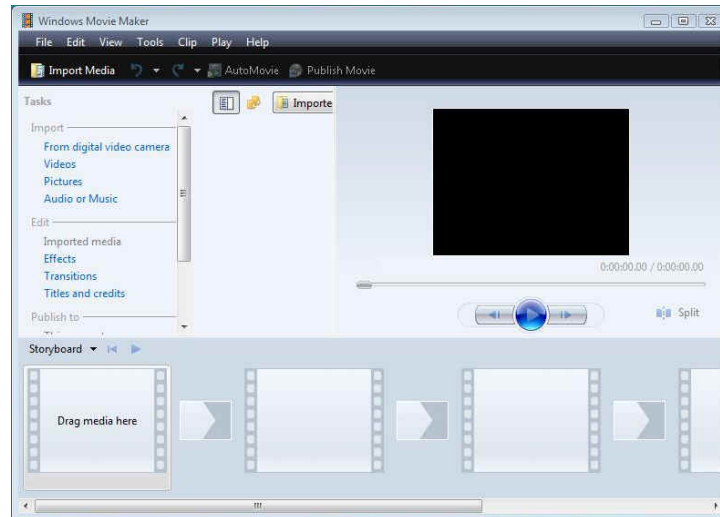 Windows Movie Maker
File Edit View Tools Clip Play Help
Import Media AutoMovie Publish Movie
Tasks
Importe
Import
From digital video camera
Videos
Pictures
Audio or Music
Edit
Imported media
Effects
Transitions
Titles and credits
Publish to
0:00:00.00 / 0:00:00.00
Split
Storyboard
Drag media here